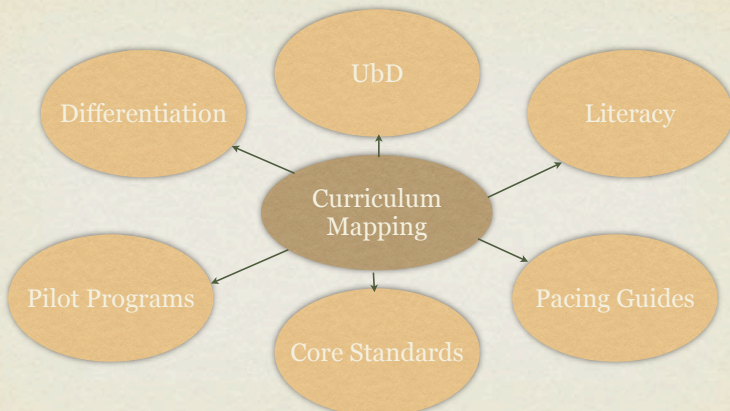 UbD
Differentiation
Literacy
Curriculum
Mapping
Pilot Programs
Pacing Guides
Core Standards